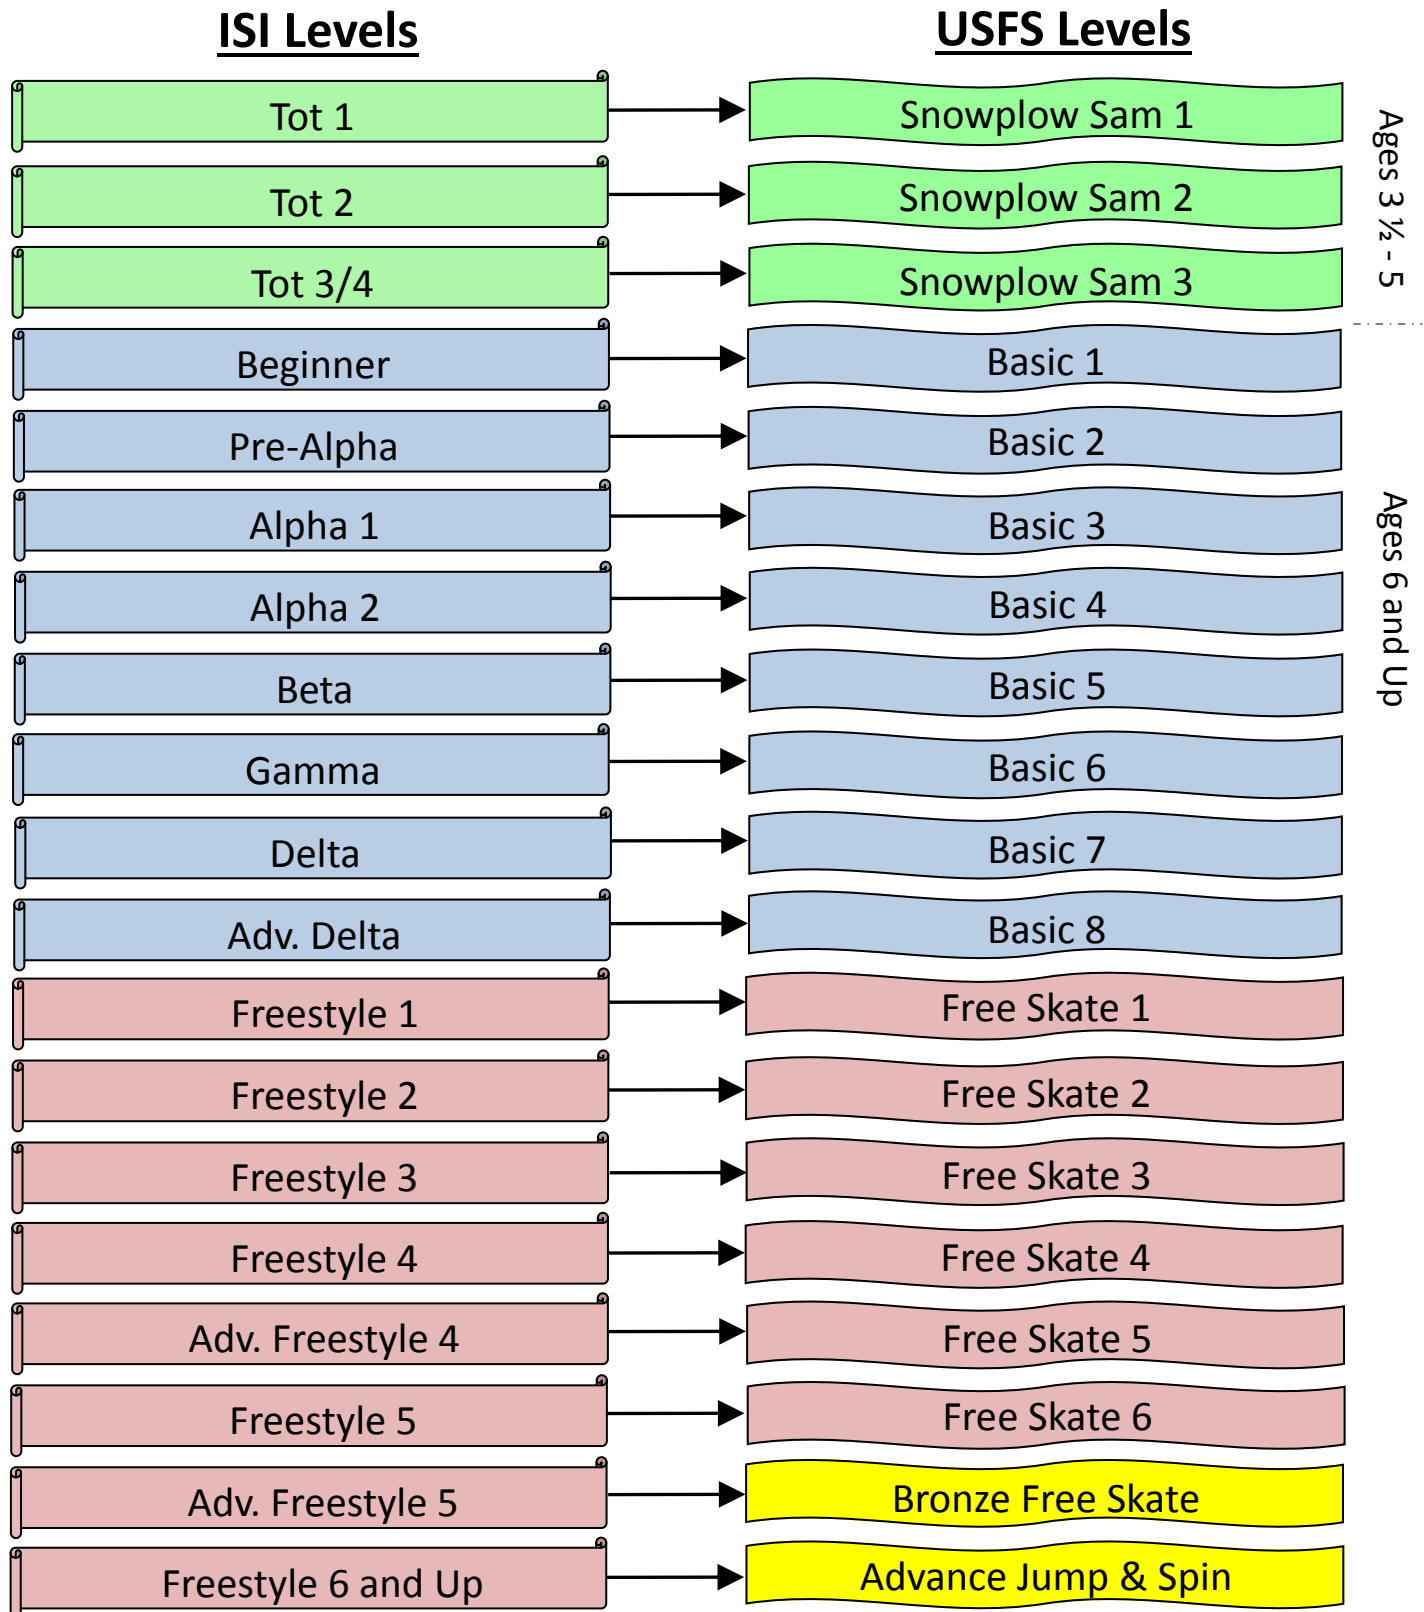 ISI Levels
USFS Levels
Tot 1
Snowplow Sam 1
Tot 2
Snowplow Sam 2
Tot 3/4
Snowplow Sam 3
Ages 3 ½ - 5
Beginner
Basic 1
Pre-Alpha
Basic 2
Alpha 1
Basic 3
Alpha 2
Basic 4
Beta
Basic 5
Gamma
Basic 6
Delta
Basic 7
Adv. Delta
Basic 8
Ages 6 and Up
Freestyle 1
Free Skate 1
Freestyle 2
Free Skate 2
Freestyle 3
Free Skate 3
Freestyle 4
Free Skate 4
Adv. Freestyle 4
Free Skate 5
Freestyle 5
Free Skate 6
Adv. Freestyle 5
Bronze Free Skate
Freestyle 6 and Up
Advance Jump & Spin